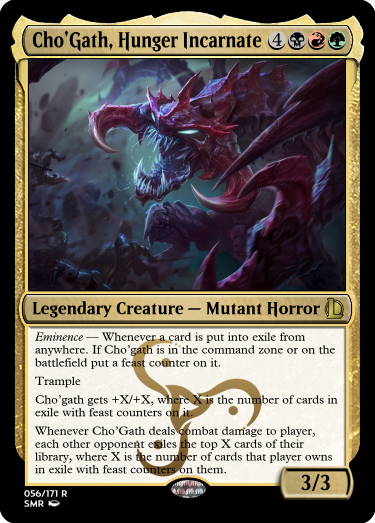 Cho'Gath, Hunger Incarnate 4
Legendary Creature — Mutant Horror
Eminence — Whenever a card is put into exile from
anywhere. If Cho'gath is in the command zone or on the
battlefield put a feast counter on it.
Trample
Cho'gath gets +X/+X, where X is the number of cards
in exile with feast counters on it.
Whenever Cho'Gath deals combat damage to player,
each other opponent exiles the top X cards of their
library, where X is the number of cards that player owns
in exile with feast counters on them.
3/3
056/171 R
SMR